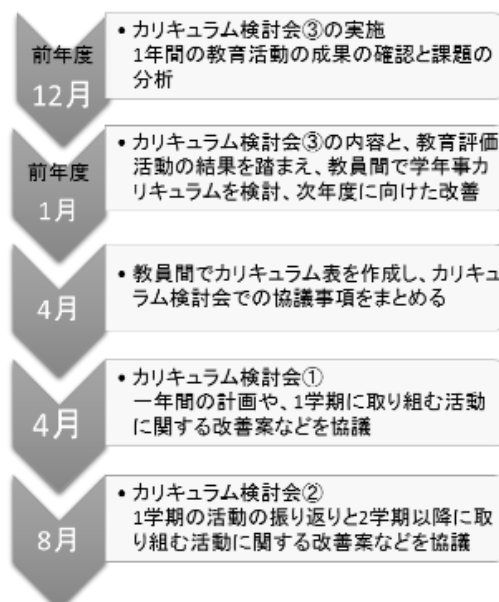 前年度
12月
• カリキュラム検討会③の実施
1年間の教育活動の成果の確認と課題の
分析
前年度
1月
• カリキュラム検討会③の内容と、教育評価
活動の結果を踏まえ、教員間で学年事カ
リキュラムを検討、次年度に向けた改善
4月
• 教員間でカリキュラム表を作成し、カリキュ
ラム検討会での協議事項をまとめる
4月
• カリキュラム検討会①
一年間の計画や、1学期に取り組む活動
に関する改善案などを協議
8月
• カリキュラム検討会②
1学期の活動の振り返りと2学期以降に取
り組む活動に関する改善案などを協議